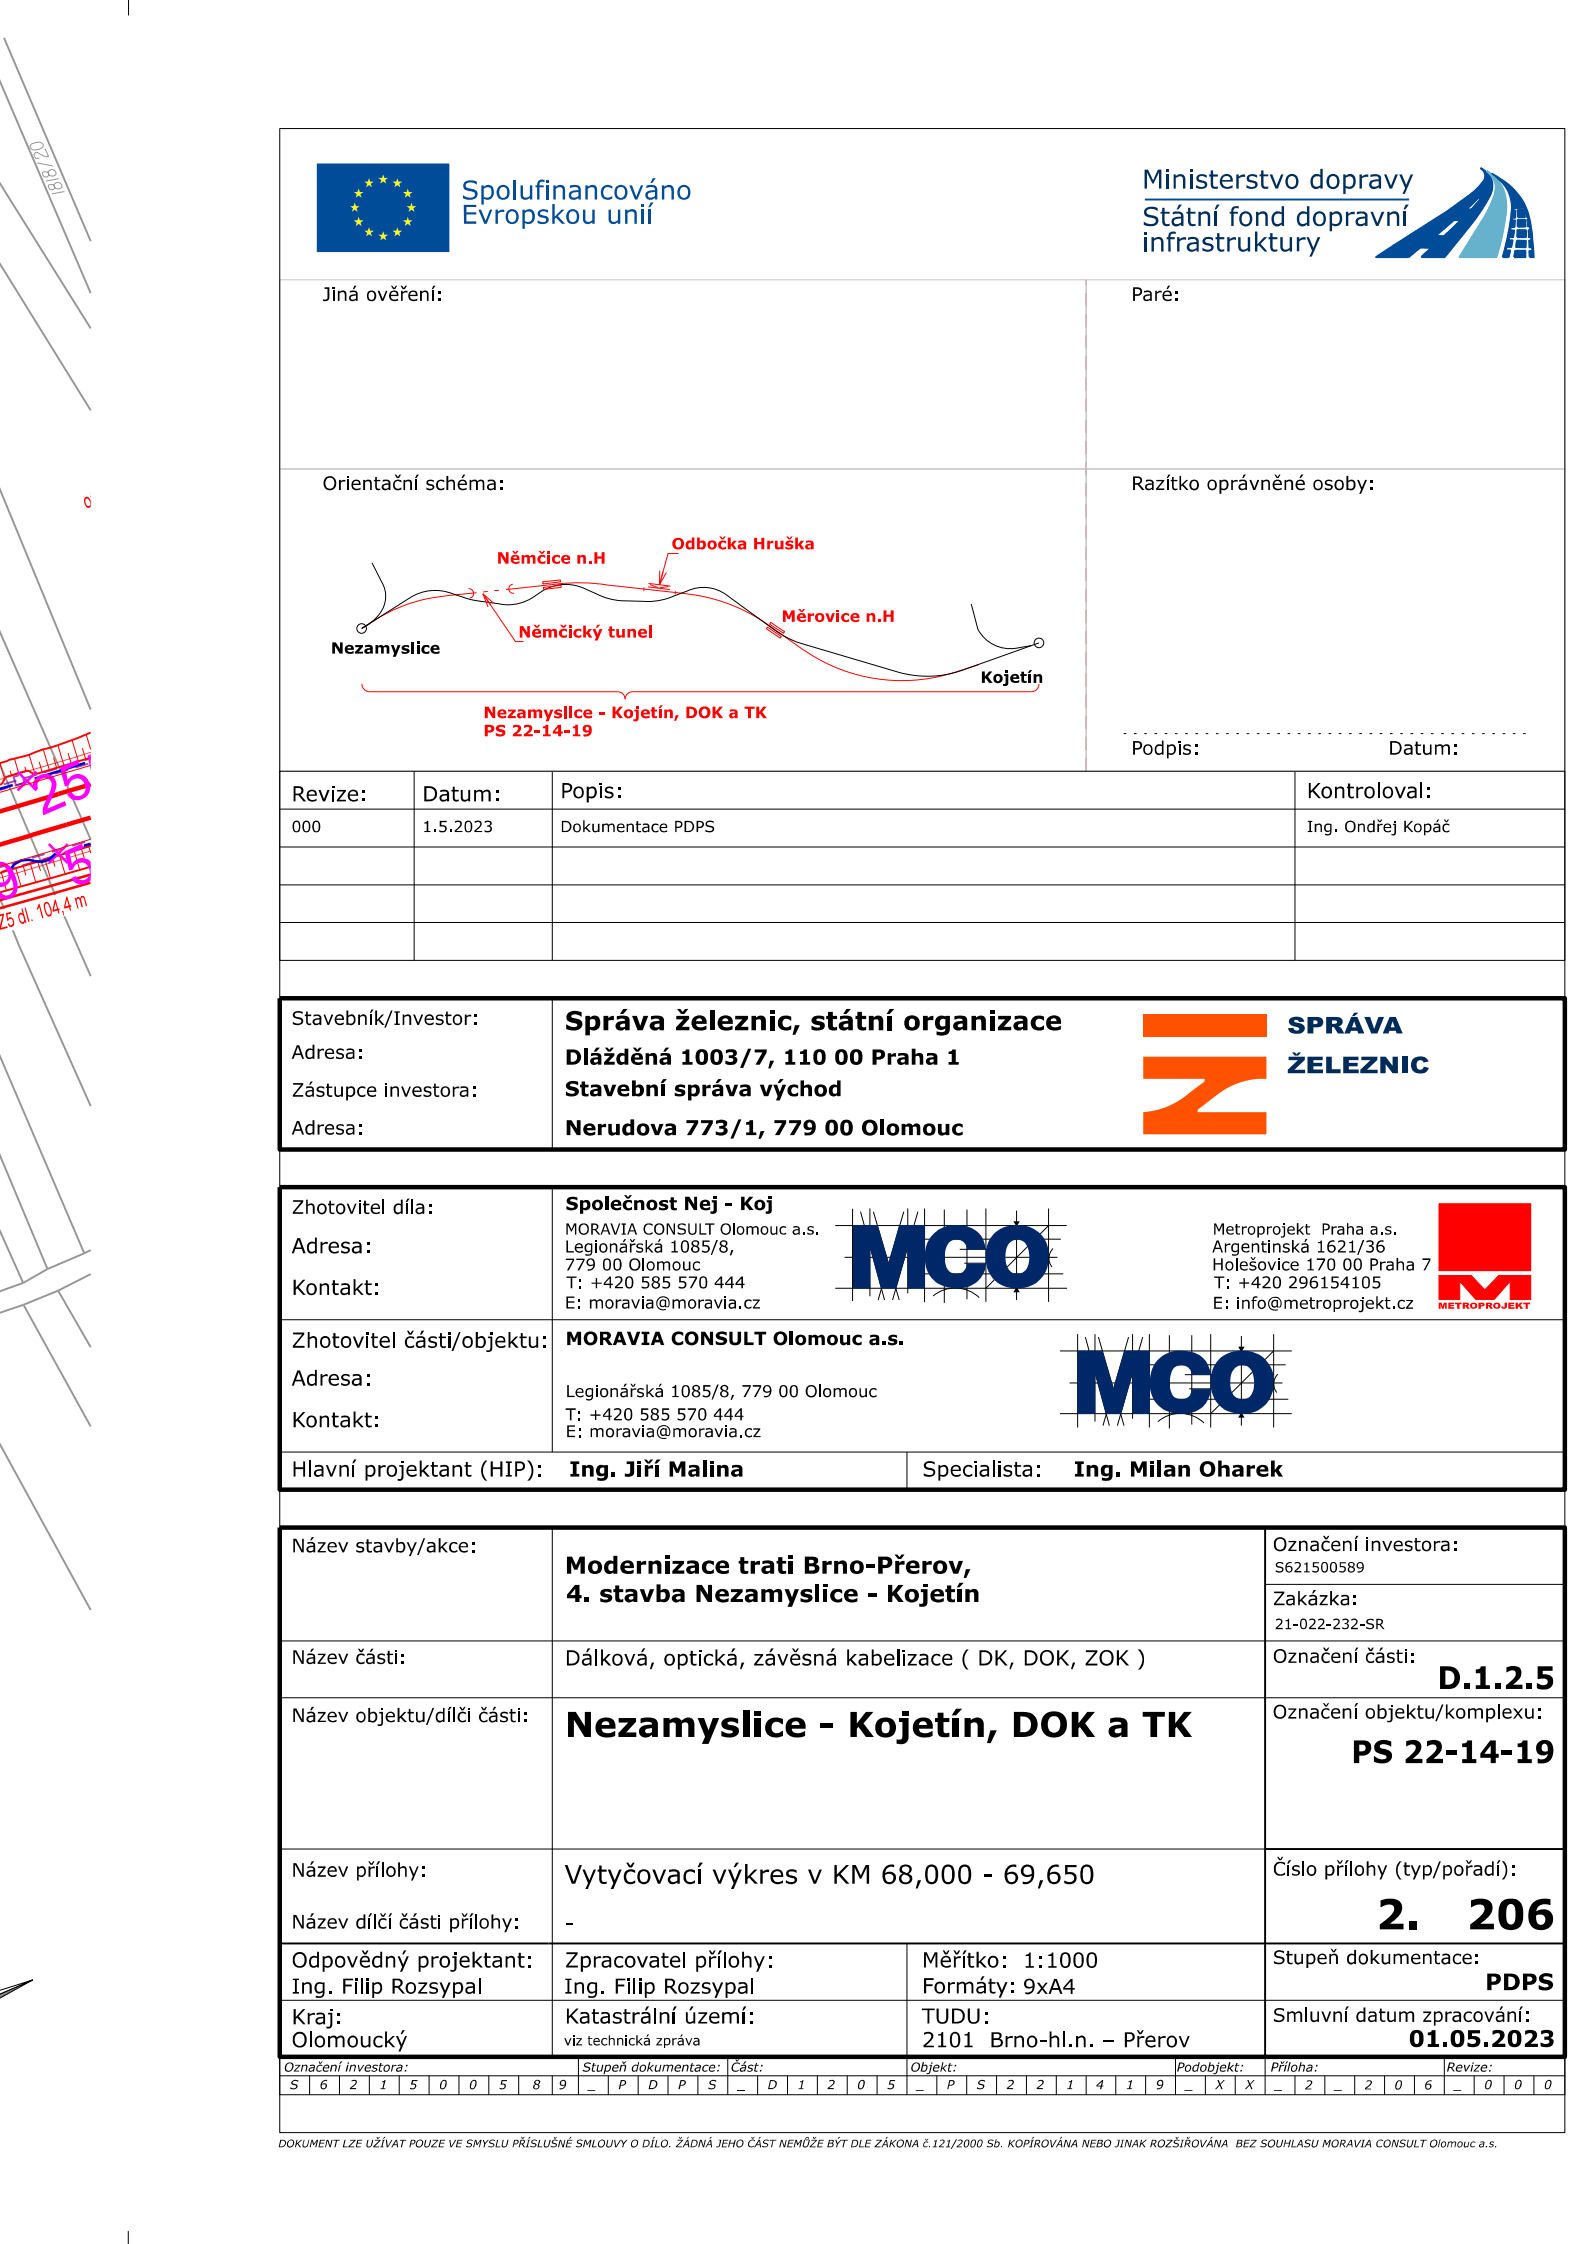 1818/20
Z5 dl. 104,4 m
25
9 5
Spolufinancováno
Evropskou unií
Ministerstvo dopravy
Státní fond dopravní
infrastruktury
Jiná ověření:
Paré:
Orientační schéma:
Razítko oprávněné osoby:
Odbočka Hruška
Němčice n.H
Měrovice n.H
Němčický tunel
Nezamyslice
Kojetín
Nezamyslice - Kojetín, DOK a TK
PS 22-14-19
Podpis: Datum:
Revize: Datum: Popis: Kontroloval:
000 1.5.2023 Dokumentace PDPS Ing. Ondřej Kopáč
Stavebník/Investor: Správa železnic, státní organizace
Adresa: Dlážděná 1003/7, 110 00 Praha 1
Zástupce investora: Stavební správa východ
Adresa: Nerudova 773/1, 779 00 Olomouc
SPRÁVA
ŽELEZNIC
Zhotovitel díla:
Adresa:
Kontakt:
Společnost Nej - Koj
MORAVIA CONSULT Olomouc a.s.
Legionářská 1085/8,
779 00 Olomouc
T: +420 585 570 444
E: moravia@moravia.cz
MCO
Metroprojekt Praha a.s.
Argentinská 1621/36
Holešovice 170 00 Praha 7
T: +420 296154105
E: info@metroprojekt.cz
METROPROJEKT
Zhotovitel části/objektu: MORAVIA CONSULT Olomouc a.s.
Adresa:
Legionářská 1085/8, 779 00 Olomouc
Kontakt:
T: +420 585 570 444
E: moravia@moravia.cz
MCO
Hlavní projektant (HIP): Ing. Jiří Malina Specialista: Ing. Milan Oharek
Název stavby/akce:
Modernizace trati Brno-Přerov,
4. stavba Nezamyslice - Kojetín
Označení investora:
S621500589
Zakázka:
21-022-232-SR
Název části: Dálková, optická, závěsná kabelizace ( DK, DOK, ZOK )
Označení části:
D.1.2.5
Název objektu/dílči části: Nezamyslice - Kojetín, DOK a TK
Označení objektu/komplexu:
PS 22-14-19
Název přílohy: Vytyčovací výkres v KM 68,000 - 69,650
Název dílčí části přílohy: -
Číslo přílohy (typ/pořadí):
2. 206
Odpovědný projektant:
Ing. Filip Rozsypal
Zpracovatel přílohy:
Ing. Filip Rozsypal
Měřítko: 1:1000
Formáty: 9xA4
Stupeň dokumentace:
PDPS
Kraj:
Olomoucký
Katastrální území:
viz technická zpráva
TUDU:
2101 Brno-hl.n. – Přerov
Smluvní datum zpracování:
01.05.2023
Označení investora: Stupeň dokumentace: Část: Objekt: Podobjekt: Příloha: Revize:
S 6 2 1 5 0 0 5 8 9 _ P D P S _ D 1 2 0 5 _ P S 2 2 1 4 1 9 _ X X _ 2 _ 2 0 6 _ 0 0 0
DOKUMENT LZE UŽÍVAT POUZE VE SMYSLU PŘÍSLUŠNÉ SMLOUVY O DÍLO. ŽÁDNÁ JEHO ČÁST NEMŮŽE BÝT DLE ZÁKONA č.121/2000 Sb. KOPÍROVÁNA NEBO JINAK ROZŠIŘOVÁNA BEZ SOUHLASU MORAVIA CONSULT Olomouc a.s.